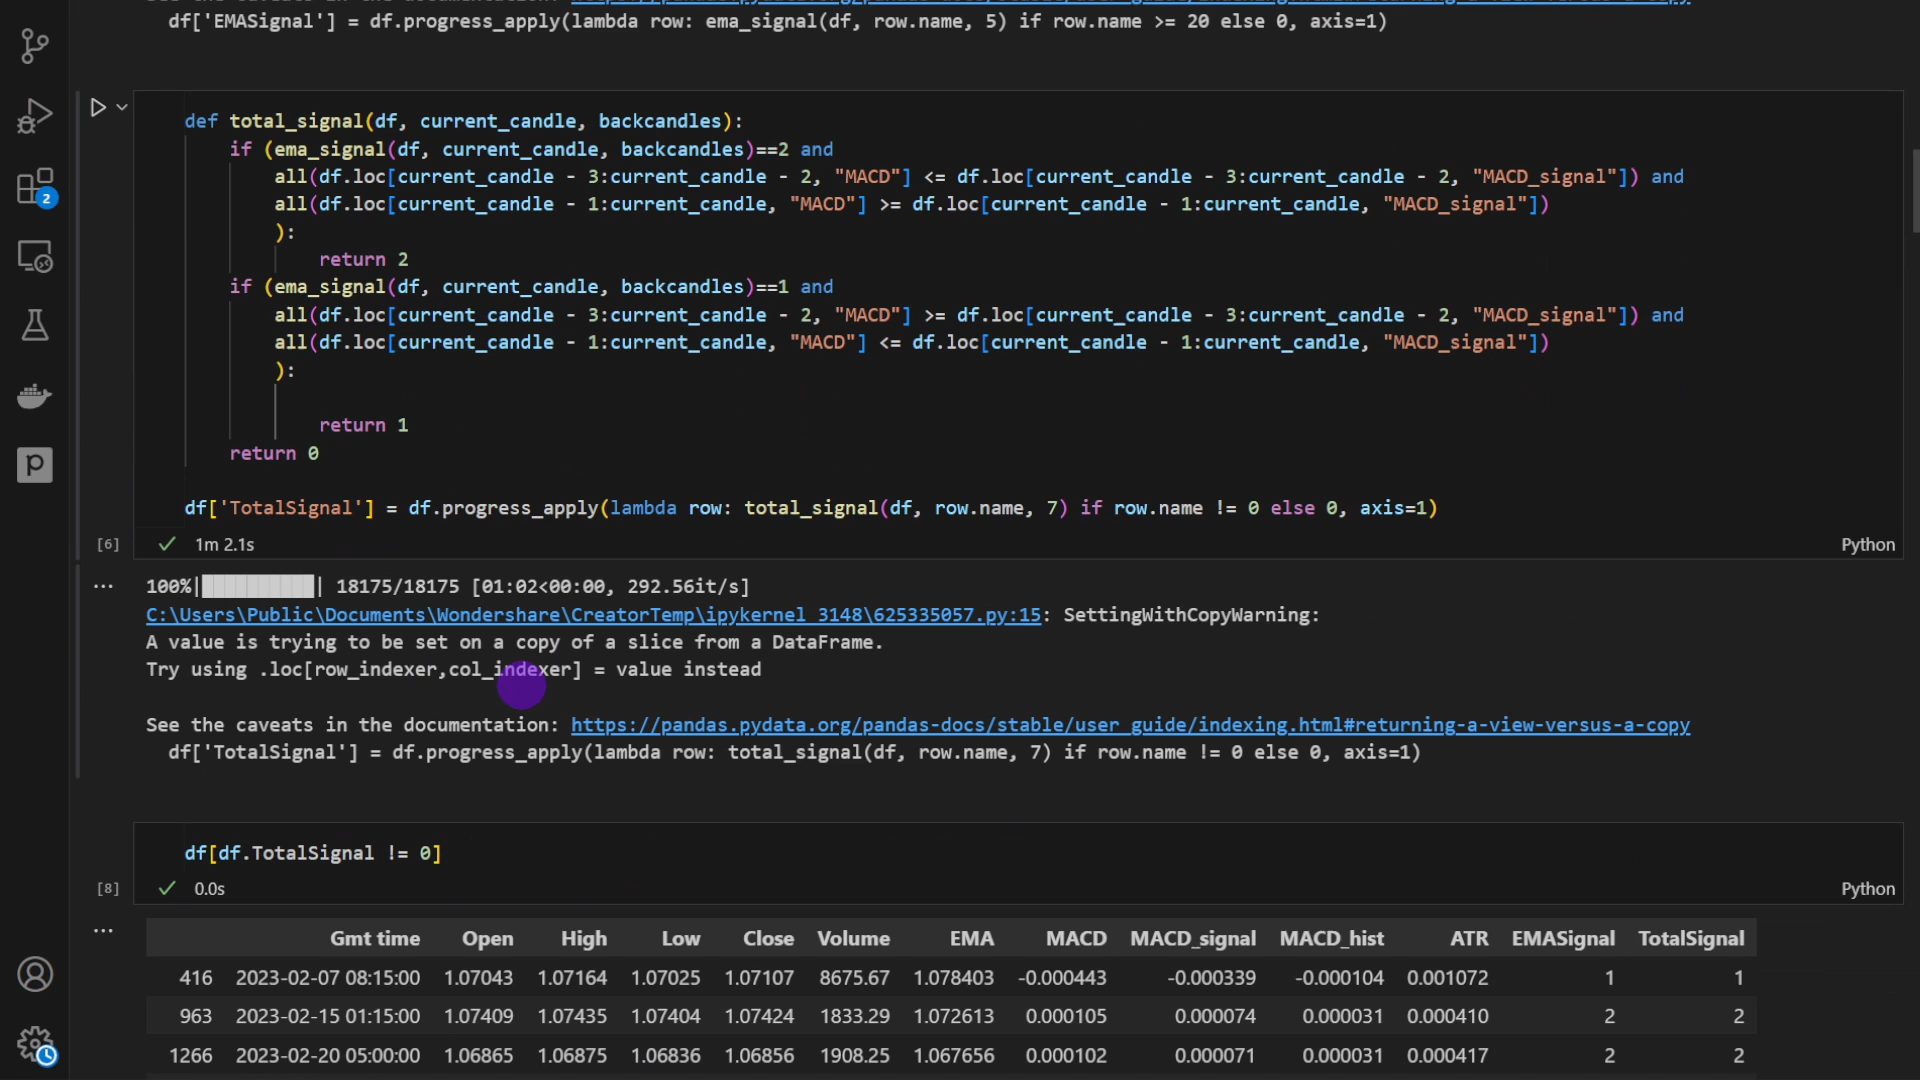 df['EMASignal'] = df.progress_apply(lambda row: ema_signal(df, row.name, 5) if row.name >= 20 else 0, axis=1)
def total_signal(df, current_candle, backcandles):
if (ema_signal(df, current_candle, backcandles)==2 and
all(df.loc[current_candle - 3:current_candle - 2, "MACD"] <= df.loc[current_candle - 3:current_candle - 2, "MACD_signal"]) and
all(df.loc[current_candle - 1:current_candle, "MACD"] >= df.loc[current_candle - 1:current_candle, "MACD_signal"])
):
return 2
if (ema_signal(df, current_candle, backcandles)==1 and
all(df.loc[current_candle - 3:current_candle - 2, "MACD"] >= df.loc[current_candle - 3:current_candle - 2, "MACD_signal"]) and
all(df.loc[current_candle - 1:current_candle, "MACD"] <= df.loc[current_candle - 1:current_candle, "MACD_signal"])
):
return 1
return 0
df['TotalSignal'] = df.progress_apply(lambda row: total_signal(df, row.name, 7) if row.name != 0 else 0, axis=1)
[6] 1m 2.1s Python
100%|██████████| 18175/18175 [01:02<00:00, 292.56it/s]
C:\Users\Public\Documents\Wondershare\CreatorTemp\ipykernel_3148\625335057.py:15: SettingWithCopyWarning:
A value is trying to be set on a copy of a slice from a DataFrame.
Try using .loc[row_indexer,col_indexer] = value instead
See the caveats in the documentation: https://pandas.pydata.org/pandas-docs/stable/user_guide/indexing.html#returning-a-view-versus-a-copy
df['TotalSignal'] = df.progress_apply(lambda row: total_signal(df, row.name, 7) if row.name != 0 else 0, axis=1)
df[df.TotalSignal != 0]
[8] 0.0s Python
Gmt time Open High Low Close Volume EMA MACD MACD_signal MACD_hist ATR EMASignal TotalSignal
416 2023-02-07 08:15:00 1.07043 1.07164 1.07025 1.07107 8675.67 1.078403 -0.000443 -0.000339 -0.000104 0.001072 1 1
963 2023-02-15 01:15:00 1.07409 1.07435 1.07404 1.07424 1833.29 1.072613 0.000105 0.000074 0.000031 0.000410 2 2
1266 2023-02-20 05:00:00 1.06865 1.06875 1.06836 1.06856 1908.25 1.067656 0.000102 0.000071 0.000031 0.000417 2 2
2